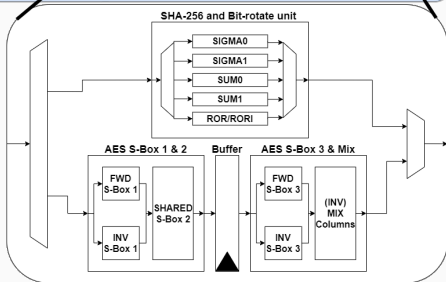 SHA-256 and Bit-rotate unit
SIGMA0
SIGMA1
SUM0
SUM1
ROR/RORI
AES S-Box 1 & 2
Buffer
AES S-Box 3 & Mix
FWD
S-Box 1
INV
S-Box 1
SHARED
S-Box 2
FWD
S-Box 3
INV
S-Box 3
(INV)
MIX
Columns